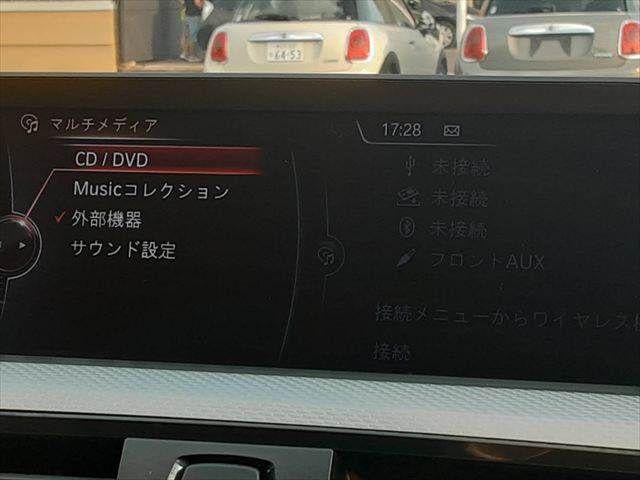 64-53
マルチメディア
CD / DVD
Musicコレクション
外部機器
サウンド設定
17:28
未接続
未接続
未接続
フロントAUX
接続メニューからワイヤレス
接続